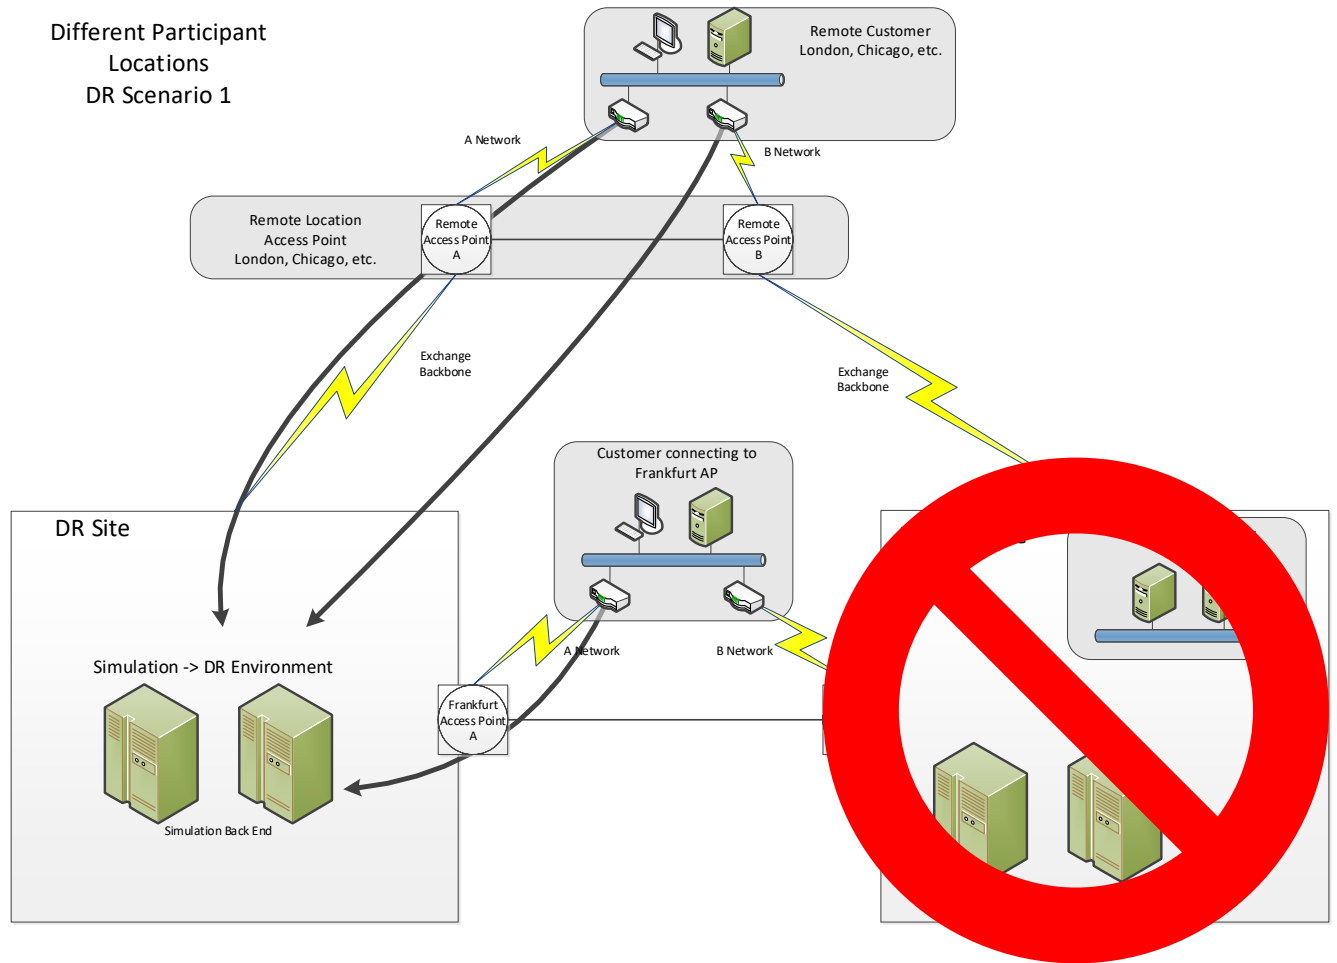 Different Participant
Locations
DR Scenario 1
Remote Customer
London, Chicago, etc.
A Network
B Network
Remote Location
Access Point
London, Chicago, etc.
Remote
Access Point
A
Remote
Access Point
B
Exchange
Backbone
Exchange
Backbone
Customer connecting to
Frankfurt AP
DR Site
A Network
B Network
Simulation -> DR Environment
Frankfurt
Access Point
A
Simulation Back End